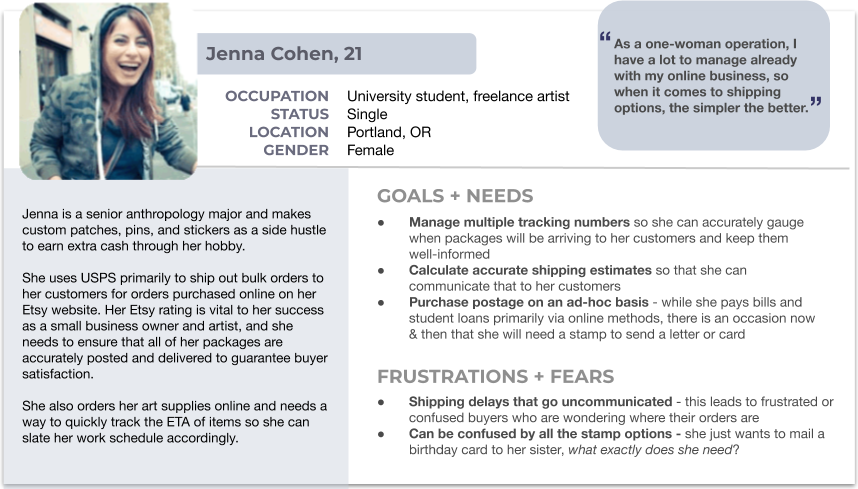 Jenna Cohen, 21
OCCUPATION University student, freelance artist
STATUS Single
LOCATION Portland, OR
GENDER Female
“As a one-woman operation, I
have a lot to manage already
with my online business, so
when it comes to shipping
options, the simpler the better.”
Jenna is a senior anthropology major and makes
custom patches, pins, and stickers as a side hustle
to earn extra cash through her hobby.
She uses USPS primarily to ship out bulk orders to
her customers for orders purchased online on her
Etsy website. Her Etsy rating is vital to her success
as a small business owner and artist, and she
needs to ensure that all of her packages are
accurately posted and delivered to guarantee buyer
satisfaction.
She also orders her art supplies online and needs a
way to quickly track the ETA of items so she can
slate her work schedule accordingly.
GOALS + NEEDS
● Manage multiple tracking numbers so she can accurately gauge
when packages will be arriving to her customers and keep them
well-informed
● Calculate accurate shipping estimates so that she can
communicate that to her customers
● Purchase postage on an ad-hoc basis - while she pays bills and
student loans primarily via online methods, there is an occasion now
& then that she will need a stamp to send a letter or card
FRUSTRATIONS + FEARS
● Shipping delays that go uncommunicated - this leads to frustrated or
confused buyers who are wondering where their orders are
● Can be confused by all the stamp options - she just wants to mail a
birthday card to her sister, what exactly does she need?